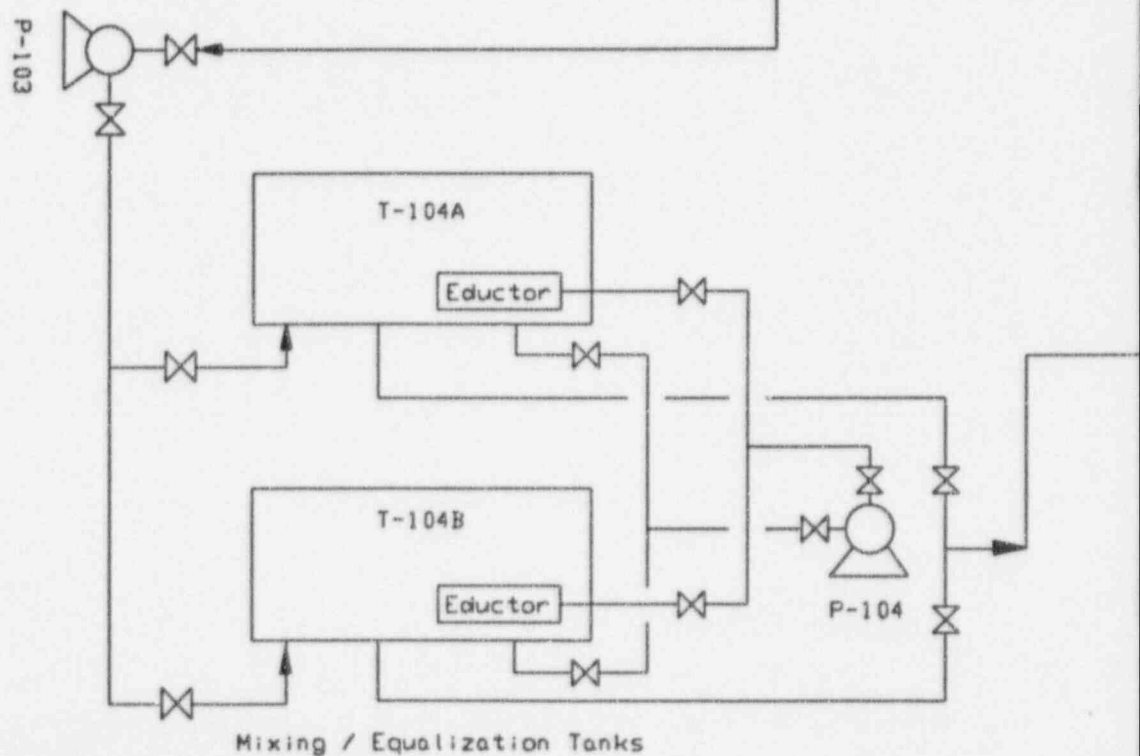 P-103
T-104A
Eductor
T-104B
Eductor
P-104
Mixing / Equalization Tanks